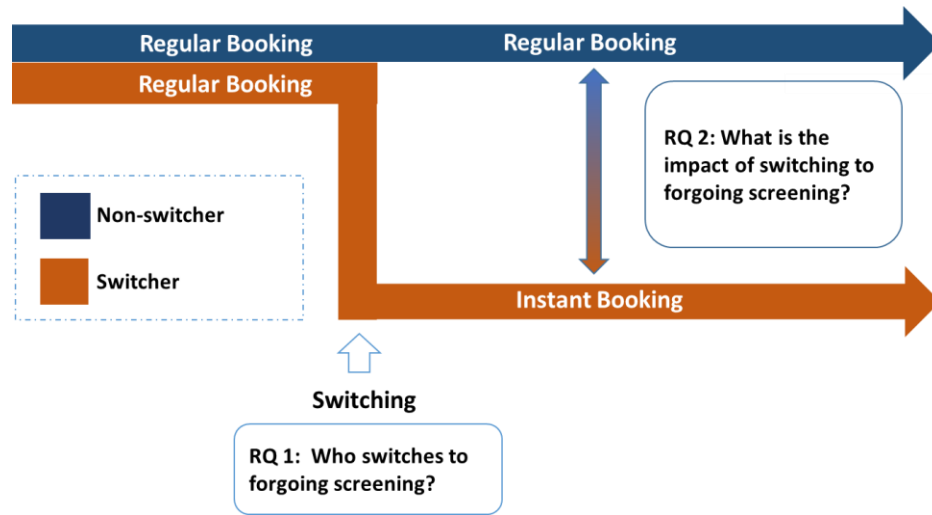 Regular Booking
Regular Booking
Regular Booking
RQ 2: What is the
impact of switching to
forgoing screening?
Non-switcher
Switcher
Instant Booking
Switching
RQ 1:  Who switches to
forgoing screening?